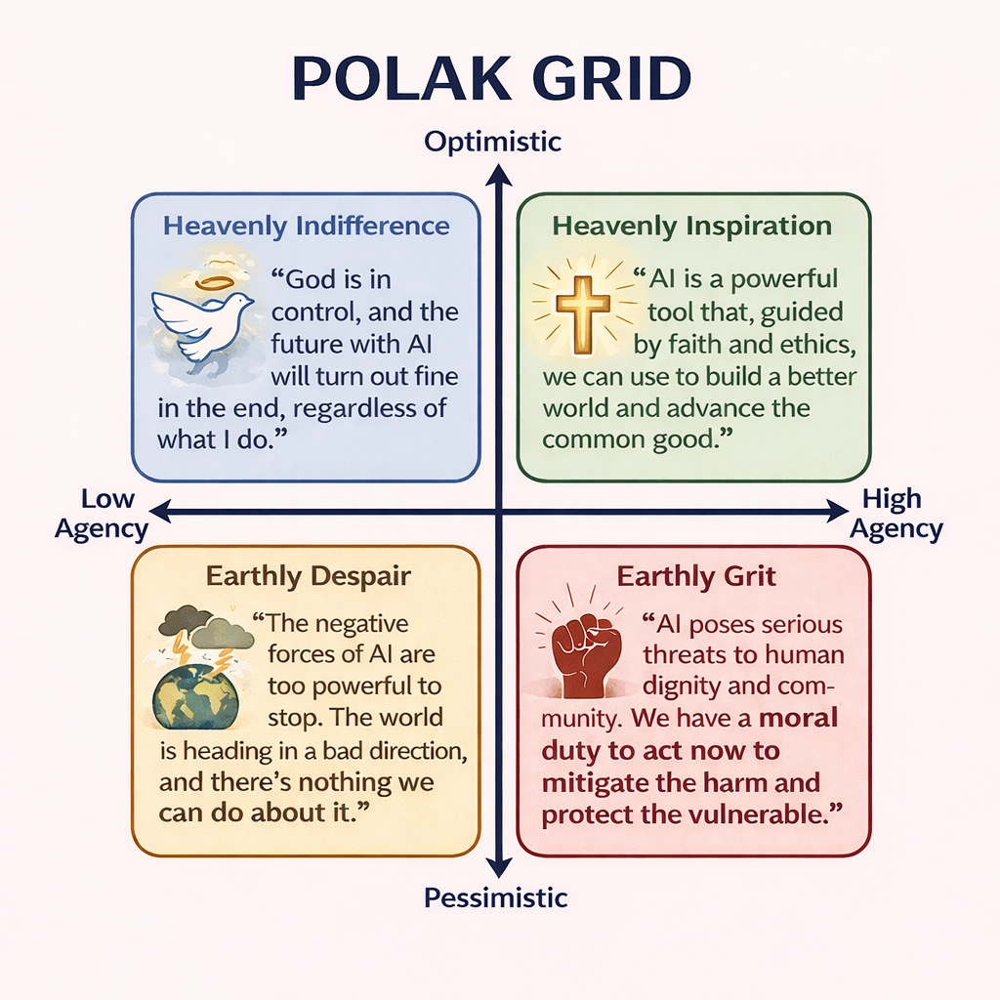 POLAK GRID
Optimistic
Heavenly Indifference
“God is in
control, and the
future with AI
will turn out fine
in the end, regardless of
what I do.”
Heavenly Inspiration
“AI is a powerful
tool that, guided
by faith and ethics,
we can use to build a better
world and advance the
common good.”
Low
Agency
High
Agency
Earthly Despair
“The negative
forces of AI are
too powerful to
stop. The world
is heading in a bad direction,
and there’s nothing we
can do about it.”
Earthly Grit
“AI poses serious
threats to human
dignity and com-
munity. We have a moral
duty to act now to
mitigate the harm and
protect the vulnerable.”
Pessimistic